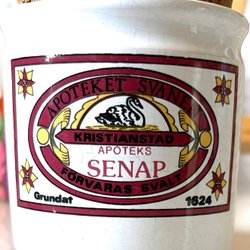 APOTEKET SVANEN
KRISTIANSTAD
APOTEKS
SENAP
FÖRVARAS SVALT
Grundat 1624